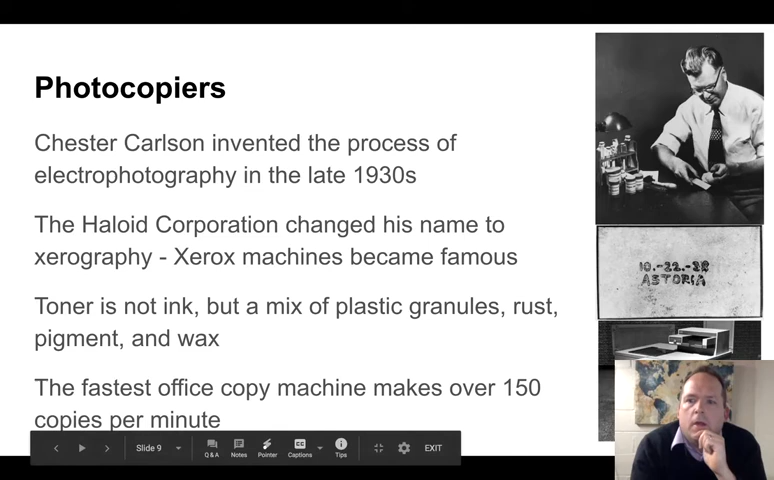 Photocopiers
Chester Carlson invented the process of
electrophotography in the late 1930s
The Haloid Corporation changed his name to
xerography - Xerox machines became famous
Toner is not ink, but a mix of plastic granules, rust,
pigment, and wax
The fastest office copy machine makes over 150
copies per minute
10.-22.-38
ASTORIA
Slide 9
Q & A
Notes
Pointer
Captions
Tips
EXIT